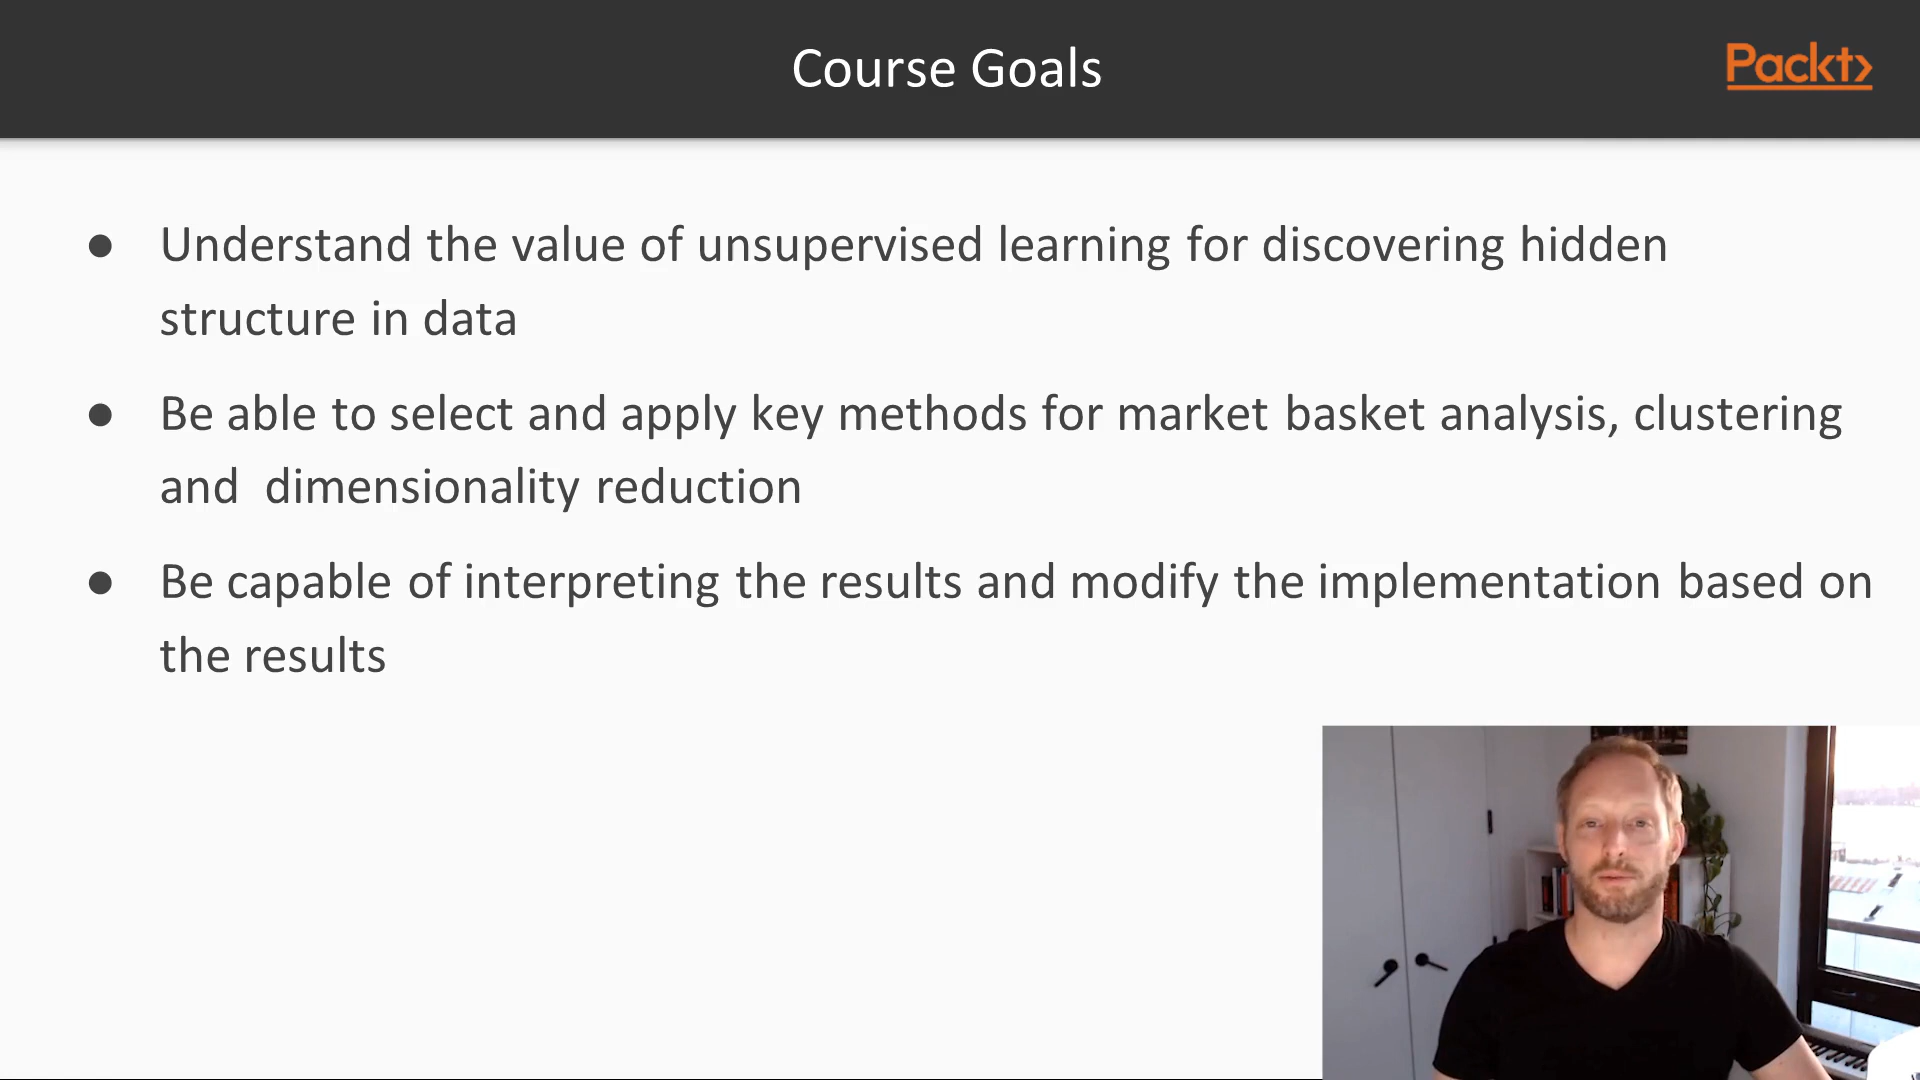 Course Goals
Packt>
● Understand the value of unsupervised learning for discovering hidden
structure in data
● Be able to select and apply key methods for market basket analysis, clustering
and  dimensionality reduction
● Be capable of interpreting the results and modify the implementation based on
the results